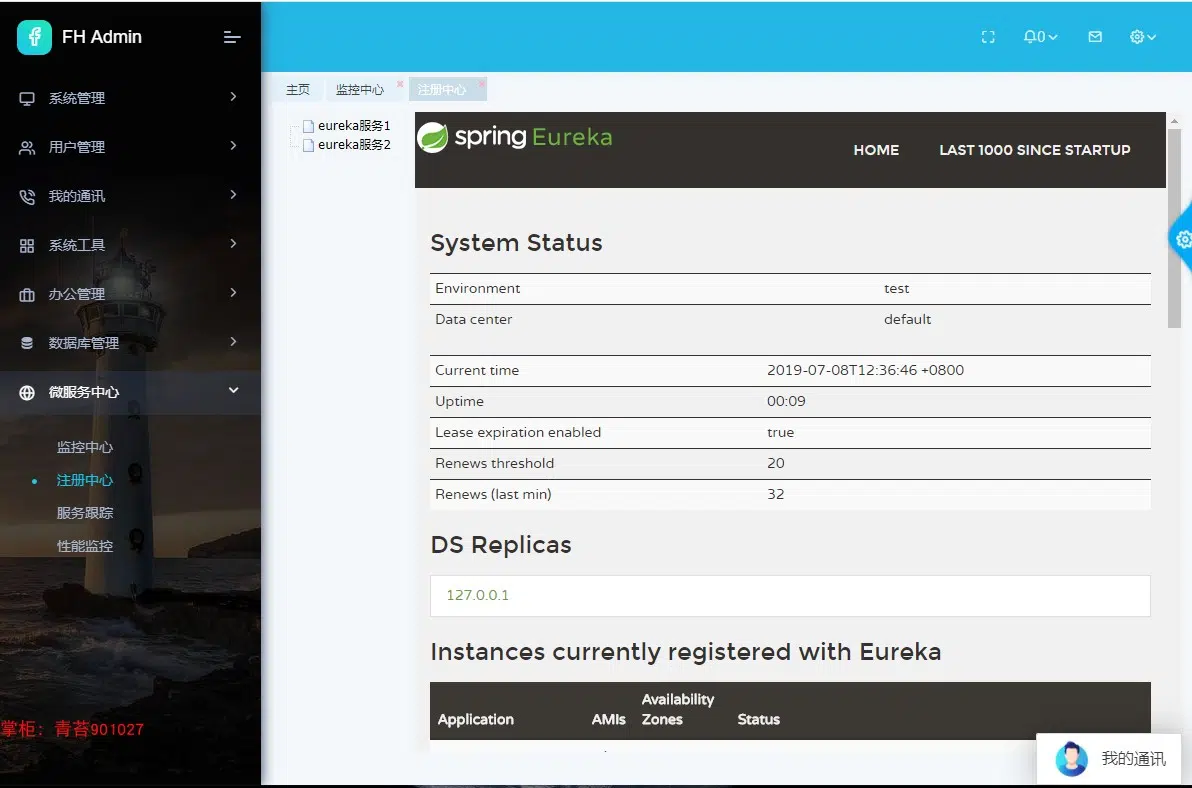 FH Admin
0
系统管理
用户管理
我的通讯
系统工具
办公管理
数据库管理
微服务中心
监控中心
注册中心
服务跟踪
性能监控
掌柜：青苔901027
主页
监控中心
注册中心
eureka服务1
eureka服务2
spring Eureka
HOME
LAST 1000 SINCE STARTUP
System Status
Environment test
Data center default
Current time 2019-07-08T12:36:46 +0800
Uptime 00:09
Lease expiration enabled true
Renews threshold 20
Renews (last min) 32
DS Replicas
127.0.0.1
Instances currently registered with Eureka
Application AMIs Availability Zones Status
我的通讯